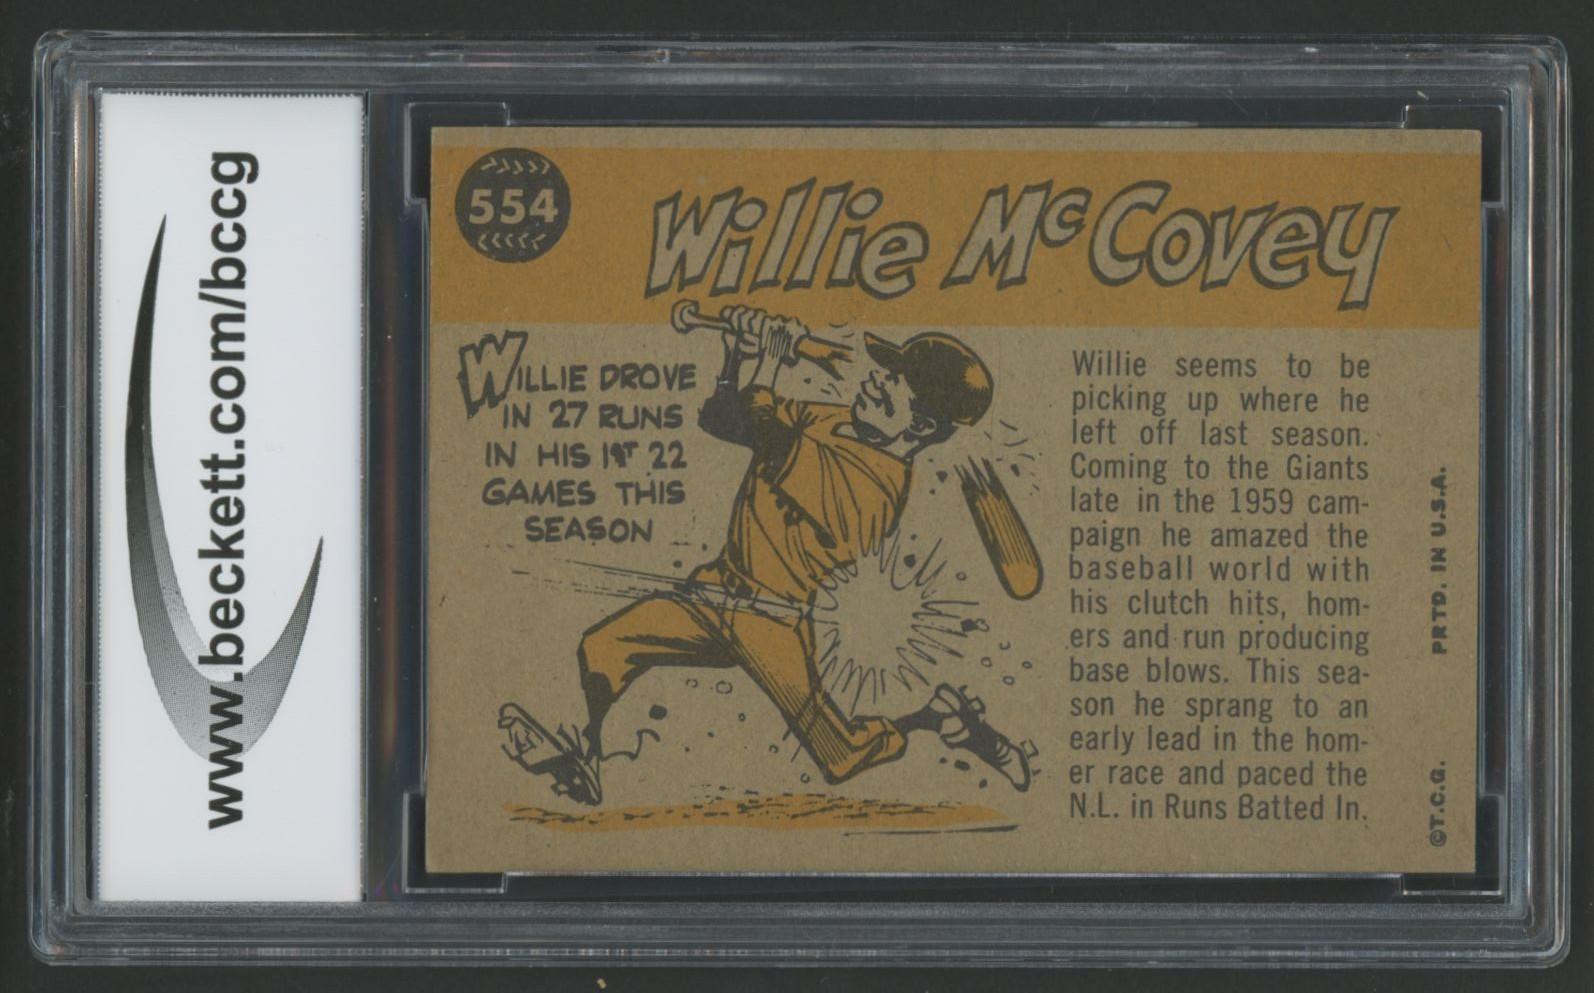 www.beckett.com/bccg
554
Willie McCovey
WILLIE DROVE
IN 27 RUNS
IN HIS 1ST 22
GAMES THIS
SEASON
Willie seems to be
picking up where he
left off last season.
Coming to the Giants
late in the 1959 cam-
paign he amazed the
baseball world with
his clutch hits, hom-
ers and run producing
base blows. This sea-
son he sprang to an
early lead in the hom-
er race and paced the
N.L. in Runs Batted In.
©T.C.G. PRTD. IN U.S.A.